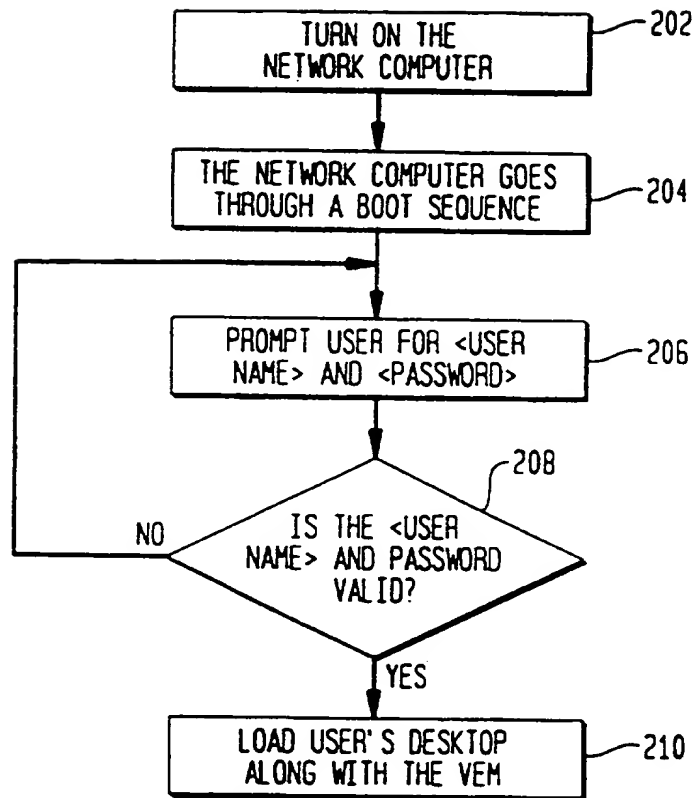 TURN ON THE
NETWORK COMPUTER
202
THE NETWORK COMPUTER GOES
THROUGH A BOOT SEQUENCE
204
PROMPT USER FOR <USER
NAME> AND <PASSWORD>
206
208
IS THE <USER
NAME> AND PASSWORD
VALID?
NO
YES
LOAD USER'S DESKTOP
ALONG WITH THE VEM
210